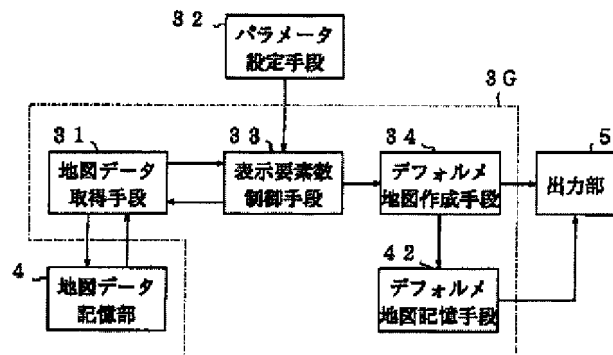 32
パラメータ
設定手段
3G
31
地図データ
取得手段
33
表示要素数
制御手段
34
デフォルメ
地図作成手段
5
出力部
4
地図データ
記憶部
42
デフォルメ
地図記憶手段